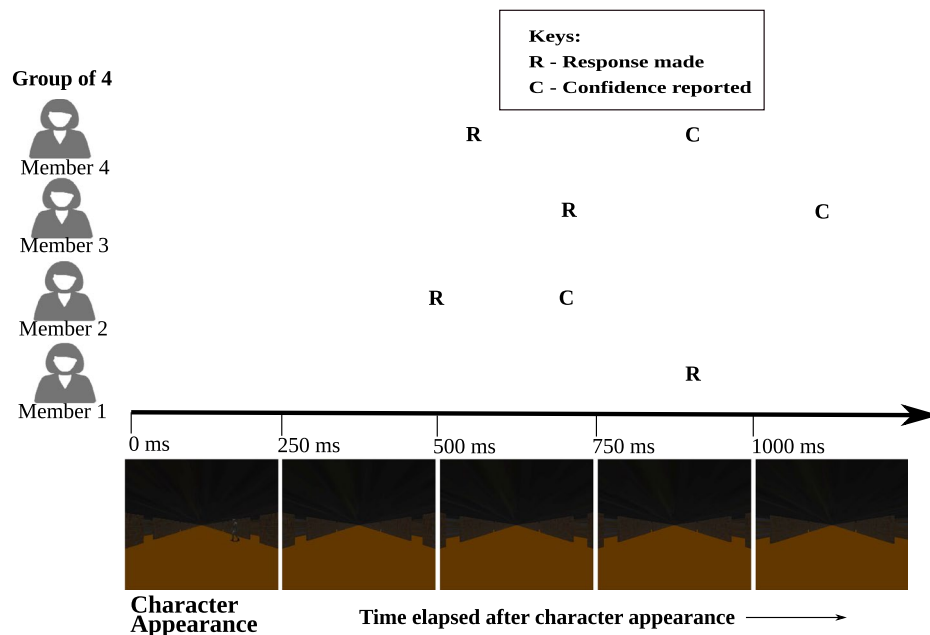 Keys:
R - Response made
C - Confidence reported
Group of 4
R C
Member 4
R C
Member 3
R C
Member 2
R
Member 1
0 ms 250 ms 500 ms 750 ms 1000 ms
Character
Appearance
Time elapsed after character appearance